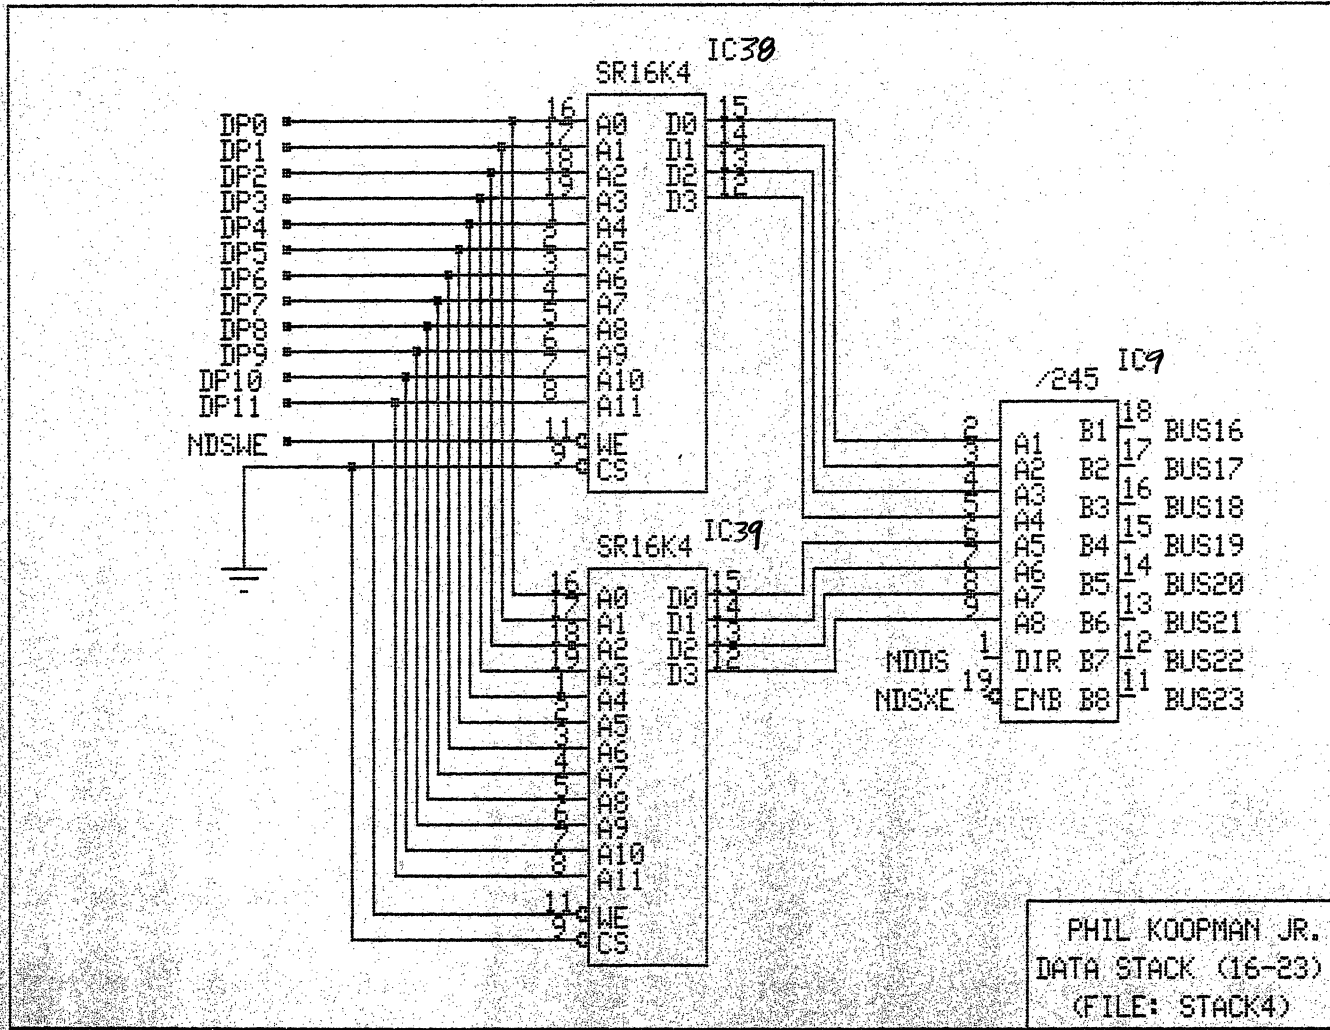 IC38
SR16K4
DP0
DP1
DP2
DP3
DP4
DP5
DP6
DP7
DP8
DP9
DP10
DP11
NDSWE
16 A0 D0 15
17 A1 D1 14
18 A2 D2 13
19 A3 D3 12
1 A4
2 A5
3 A6
4 A7
5 A8
6 A9
7 A10
8 A11
11 WE
9 CS
IC39
SR16K4
16 A0 D0 15
17 A1 D1 14
18 A2 D2 13
19 A3 D3 12
1 A4
2 A5
3 A6
4 A7
5 A8
6 A9
7 A10
8 A11
11 WE
9 CS
IC9
/245
2 A1 B1 18 BUS16
3 A2 B2 17 BUS17
4 A3 B3 16 BUS18
5 A4 B4 15 BUS19
6 A5 B5 14 BUS20
7 A6 B6 13 BUS21
8 A7 B7 12 BUS22
9 A8 B8 11 BUS23
NDDS 1 DIR
NDSXE 19 ENB
PHIL KOOPMAN JR.
DATA STACK (16-23)
(FILE: STACK4)